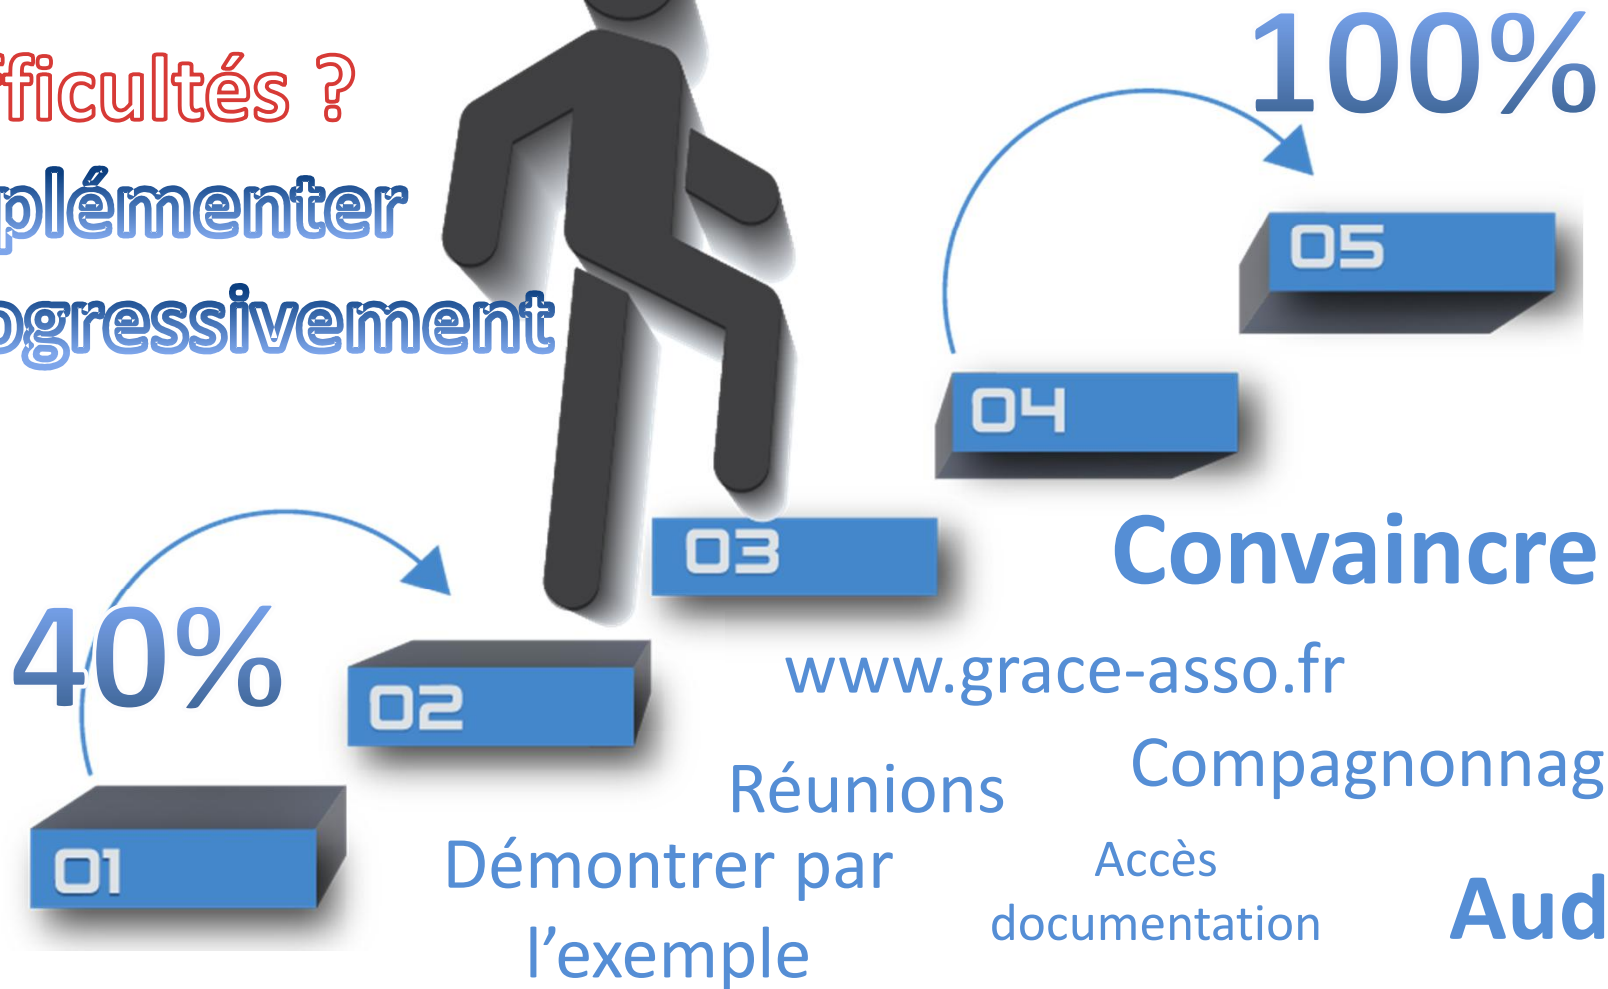 100%
fficultés ?
plémenter
ogressivement
05
04
03
Convaincre
40%
www.grace-asso.fr
02
Compagnonnag
Réunions
01
Démontrer par
l’exemple
Accès
documentation
Aud